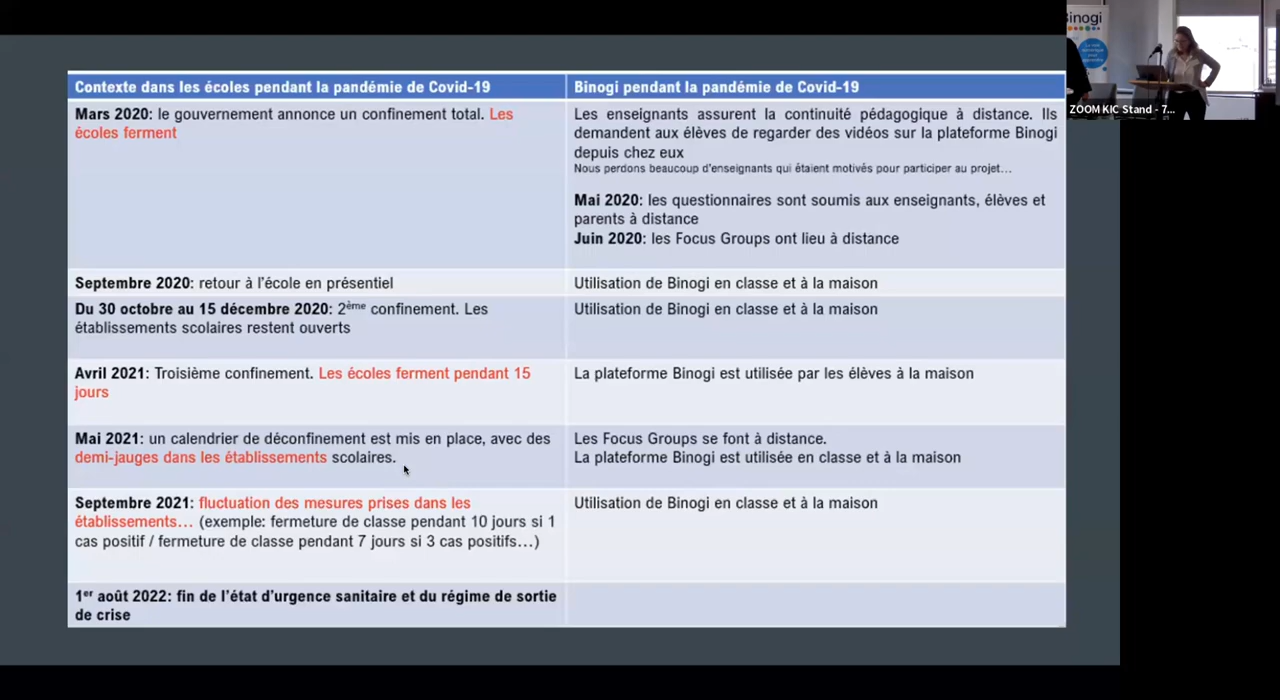 Contexte dans les écoles pendant la pandémie de Covid-19
Binogi pendant la pandémie de Covid-19
Mars 2020: le gouvernement annonce un confinement total. Les
écoles ferment
Les enseignants assurent la continuité pédagogique à distance. Ils
demandent aux élèves de regarder des vidéos sur la plateforme Binogi
depuis chez eux
Nous perdons beaucoup d'enseignants qui étaient motivés pour participer au projet…
Mai 2020: les questionnaires sont soumis aux enseignants, élèves et
parents à distance
Juin 2020: les Focus Groups ont lieu à distance
Septembre 2020: retour à l'école en présentiel
Utilisation de Binogi en classe et à la maison
Du 30 octobre au 15 décembre 2020: 2ème confinement. Les
établissements scolaires restent ouverts
Utilisation de Binogi en classe et à la maison
Avril 2021: Troisième confinement. Les écoles ferment pendant 15
jours
La plateforme Binogi est utilisée par les élèves à la maison
Mai 2021: un calendrier de déconfinement est mis en place, avec des
demi-jauges dans les établissements scolaires.
Les Focus Groups se font à distance.
La plateforme Binogi est utilisée en classe et à la maison
Septembre 2021: fluctuation des mesures prises dans les
établissements… (exemple: fermeture de classe pendant 10 jours si 1
cas positif / fermeture de classe pendant 7 jours si 3 cas positifs…)
Utilisation de Binogi en classe et à la maison
1er août 2022: fin de l'état d'urgence sanitaire et du régime de sortie
de crise
Binogi
ZOOM KIC Stand - 7...